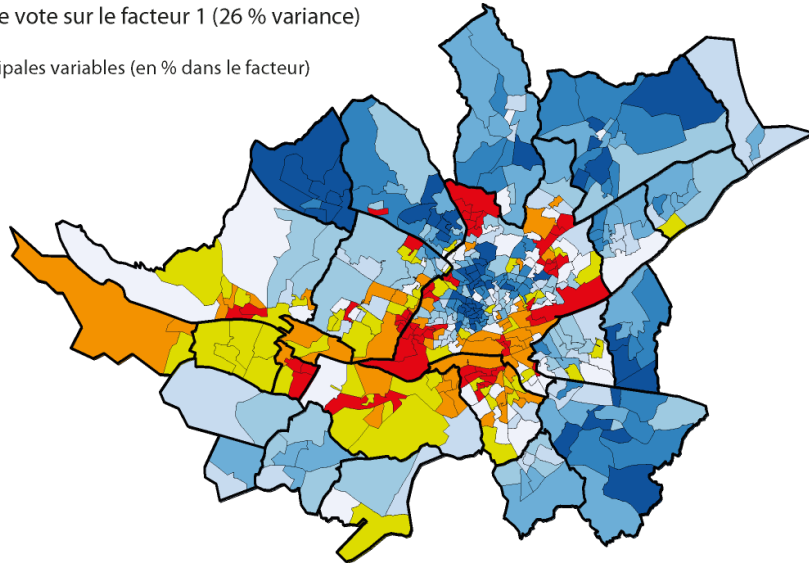 e vote sur le facteur 1 (26 % variance)
ipales variables (en % dans le facteur)